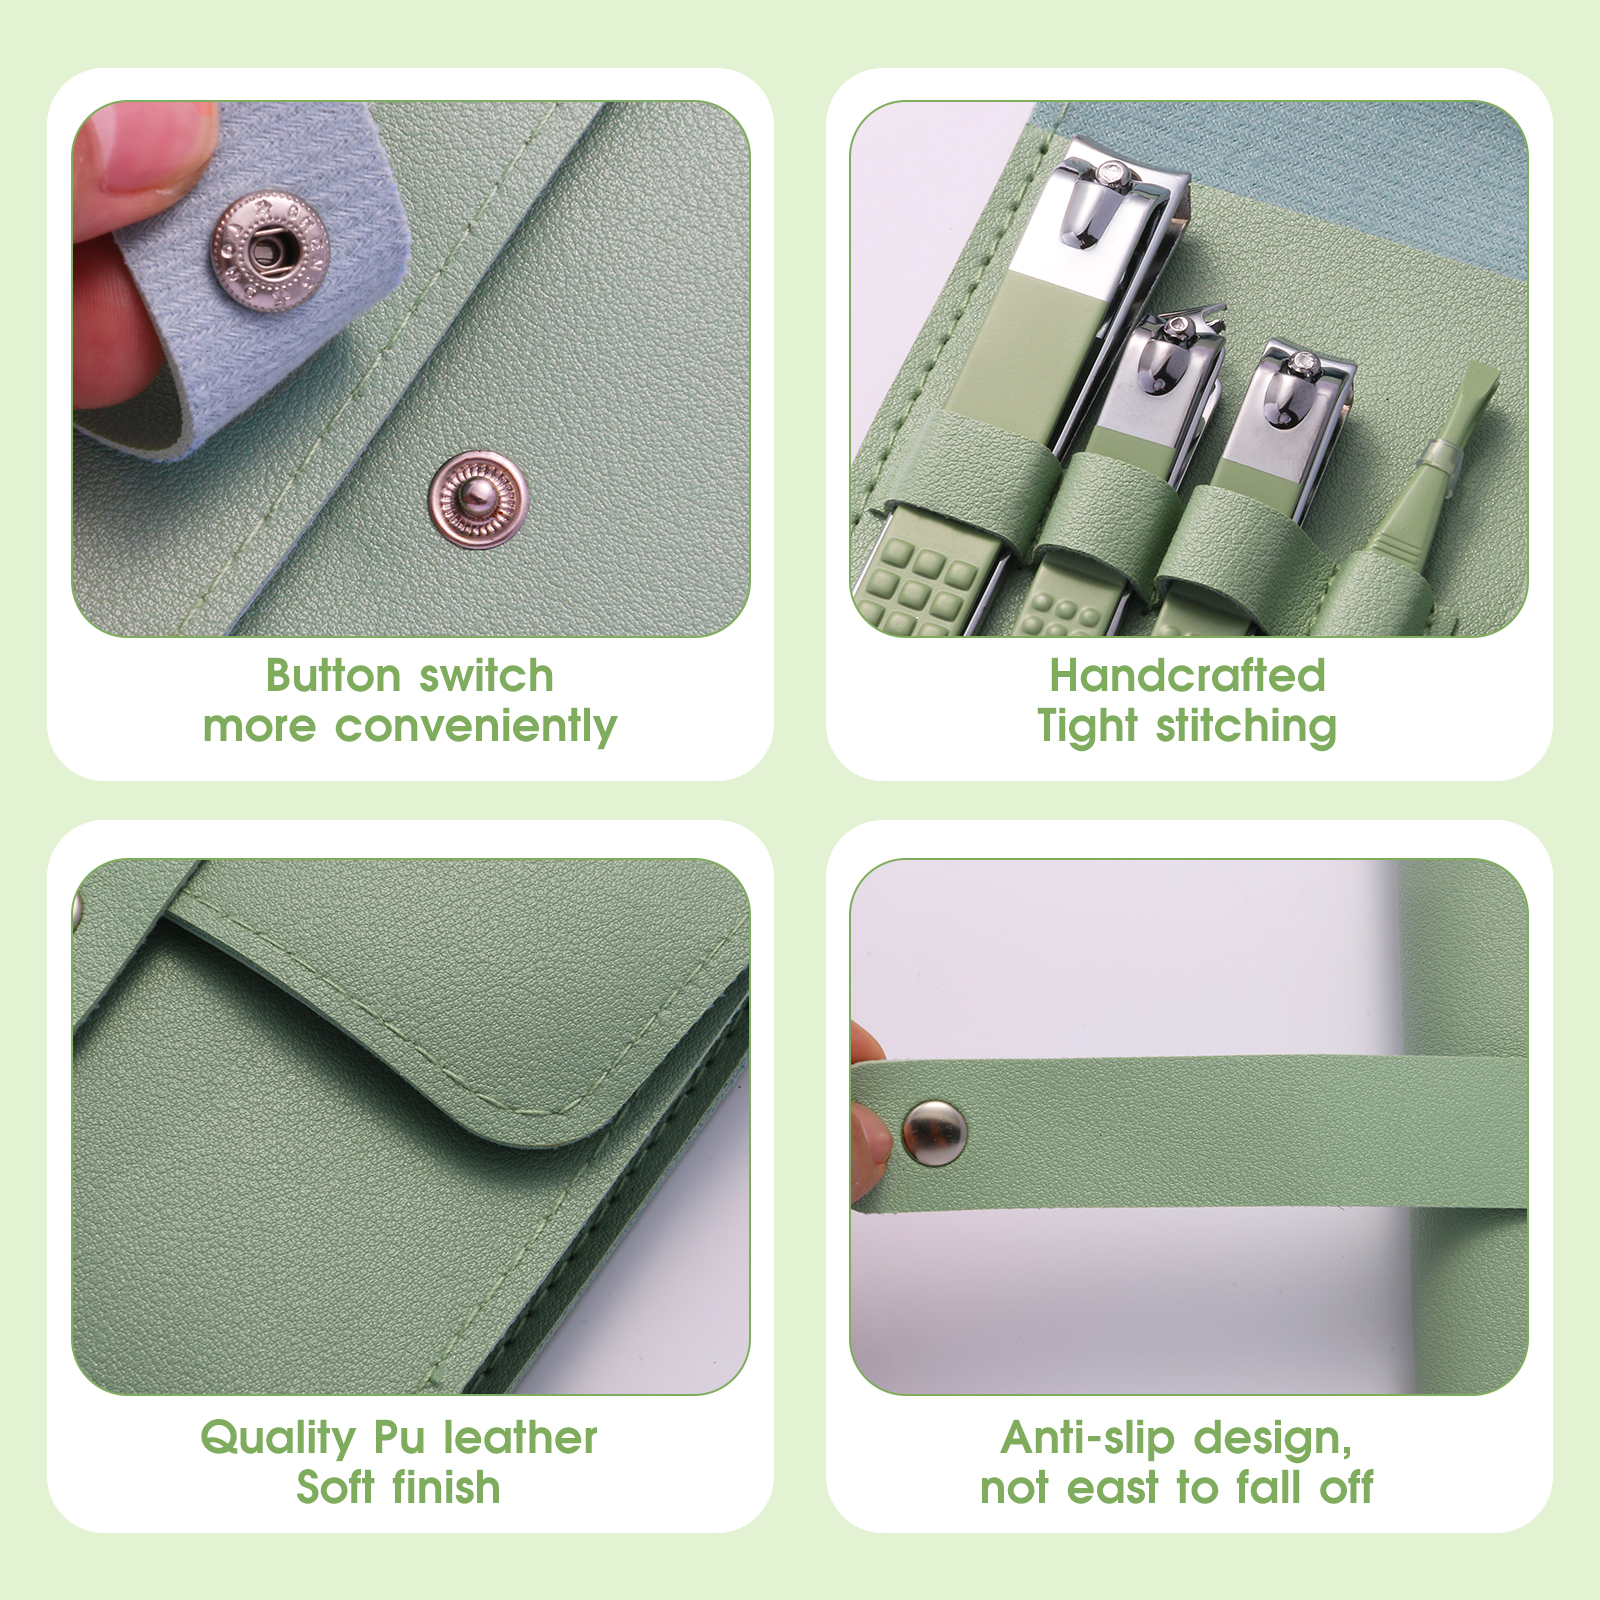 Button switch
more conveniently
Handcrafted
Tight stitching
Quality Pu leather
Soft finish
Anti-slip design,
not east to fall off